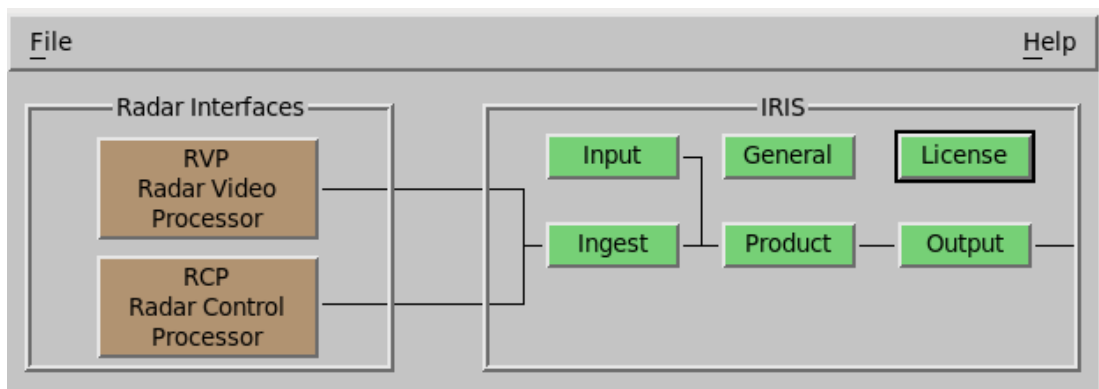 File
Help
Radar Interfaces
RVP
Radar Video
Processor
RCP
Radar Control
Processor
IRIS
Input
General
License
Ingest
Product
Output